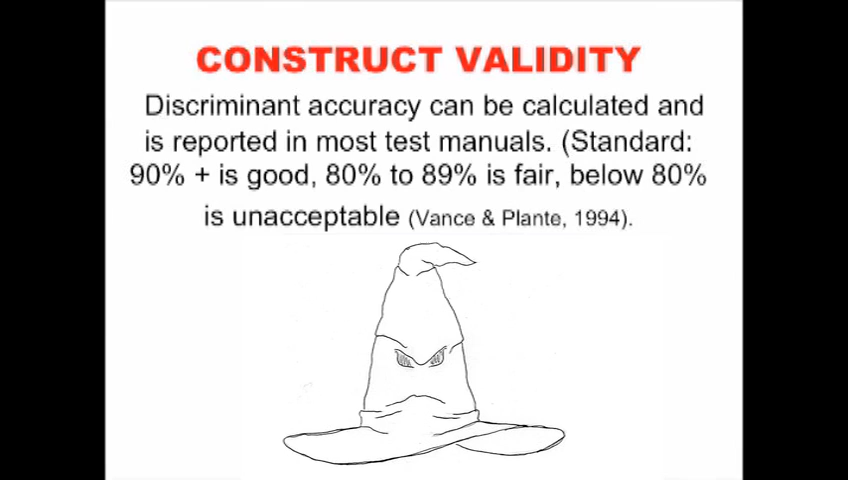 CONSTRUCT VALIDITY
Discriminant accuracy can be calculated and
is reported in most test manuals. (Standard:
90% + is good, 80% to 89% is fair, below 80%
is unacceptable (Vance & Plante, 1994).